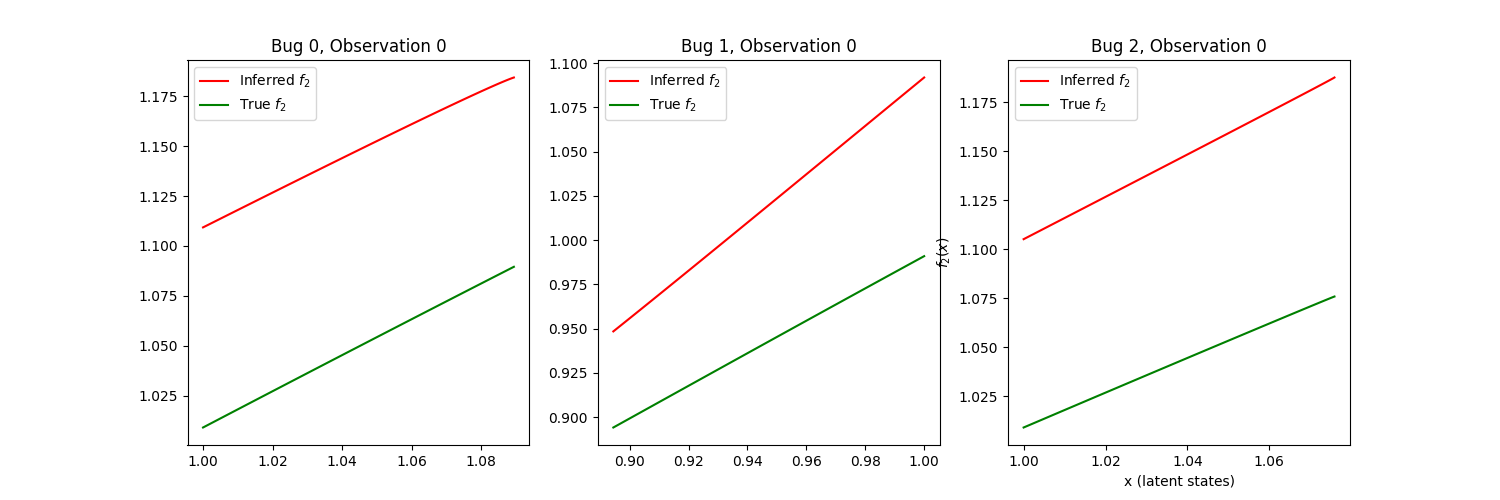 Bug 0, Observation 0
Inferred f₂
True f₂
1.175
1.150
1.125
1.100
1.075
1.050
1.025
1.00 1.02 1.04 1.06 1.08
Bug 1, Observation 0
Inferred f₂
True f₂
1.100
1.075
1.050
1.025
1.000
0.975
0.950
0.925
0.900
0.90 0.92 0.94 0.96 0.98 1.00
Bug 2, Observation 0
Inferred f₂
True f₂
f₂(x)
1.175
1.150
1.125
1.100
1.075
1.050
1.025
1.00 1.02 1.04 1.06
x (latent states)